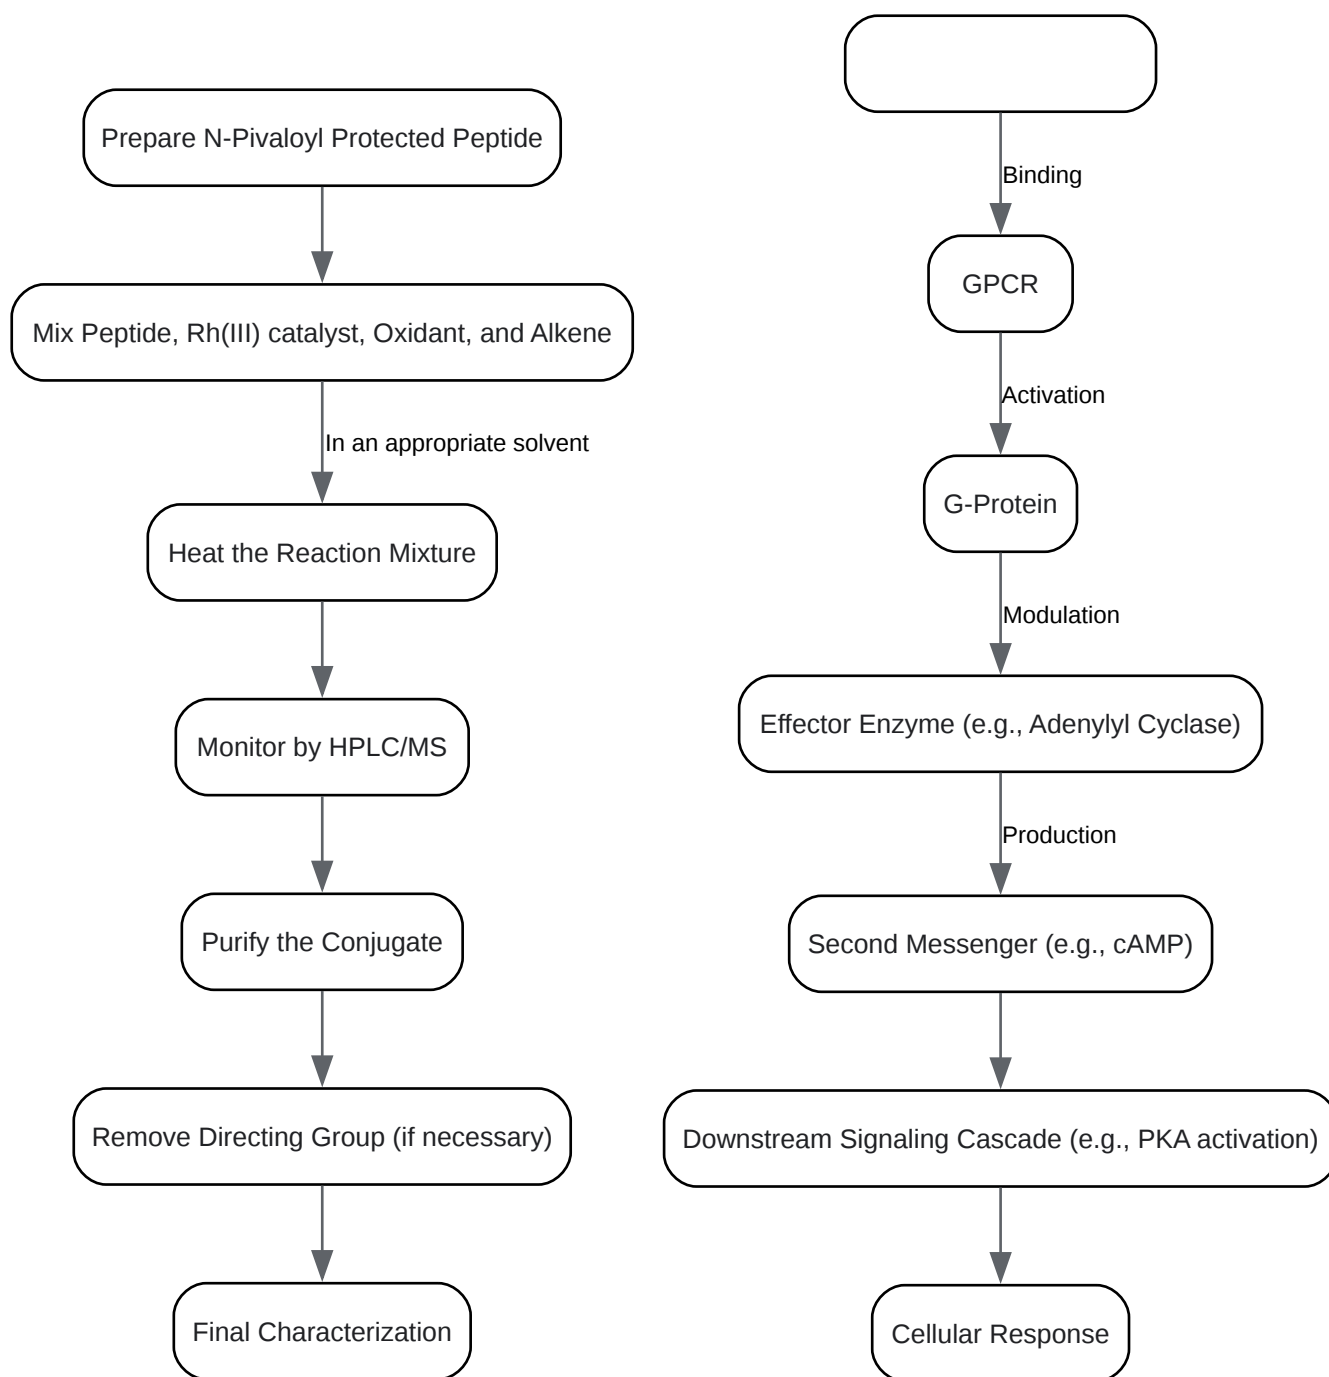 Prepare N-Pivaloyl Protected Peptide
Mix Peptide, Rh(III) catalyst, Oxidant, and Alkene
In an appropriate solvent
Heat the Reaction Mixture
Monitor by HPLC/MS
Purify the Conjugate
Remove Directing Group (if necessary)
Final Characterization
Binding
GPCR
Activation
G-Protein
Modulation
Effector Enzyme (e.g., Adenylyl Cyclase)
Production
Second Messenger (e.g., cAMP)
Downstream Signaling Cascade (e.g., PKA activation)
Cellular Response